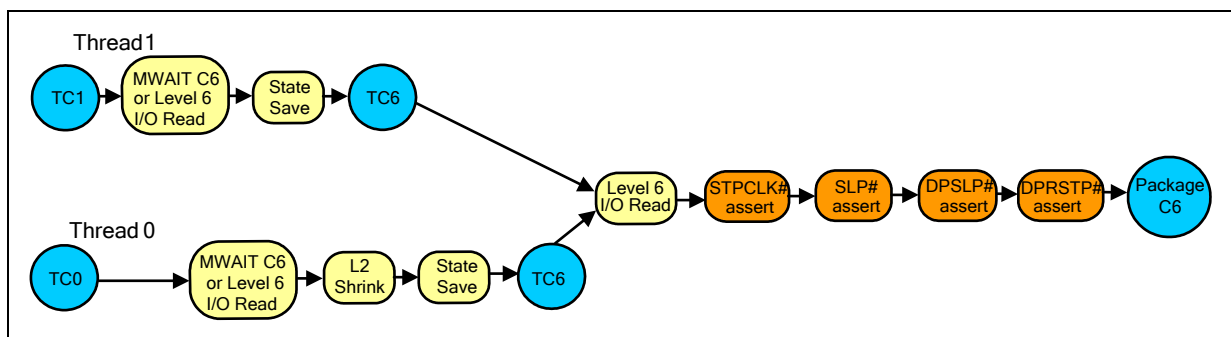 Thread 1
TC1
MWAIT C6
or Level 6
I/O Read
State
Save
TC6
Level 6
I/O Read
STPCLK#
assert
SLP#
assert
DPSLP#
assert
DPRSTP#
assert
Package
C6
Thread 0
TC0
MWAIT C6
or Level 6
I/O Read
L2
Shrink
State
Save
TC6